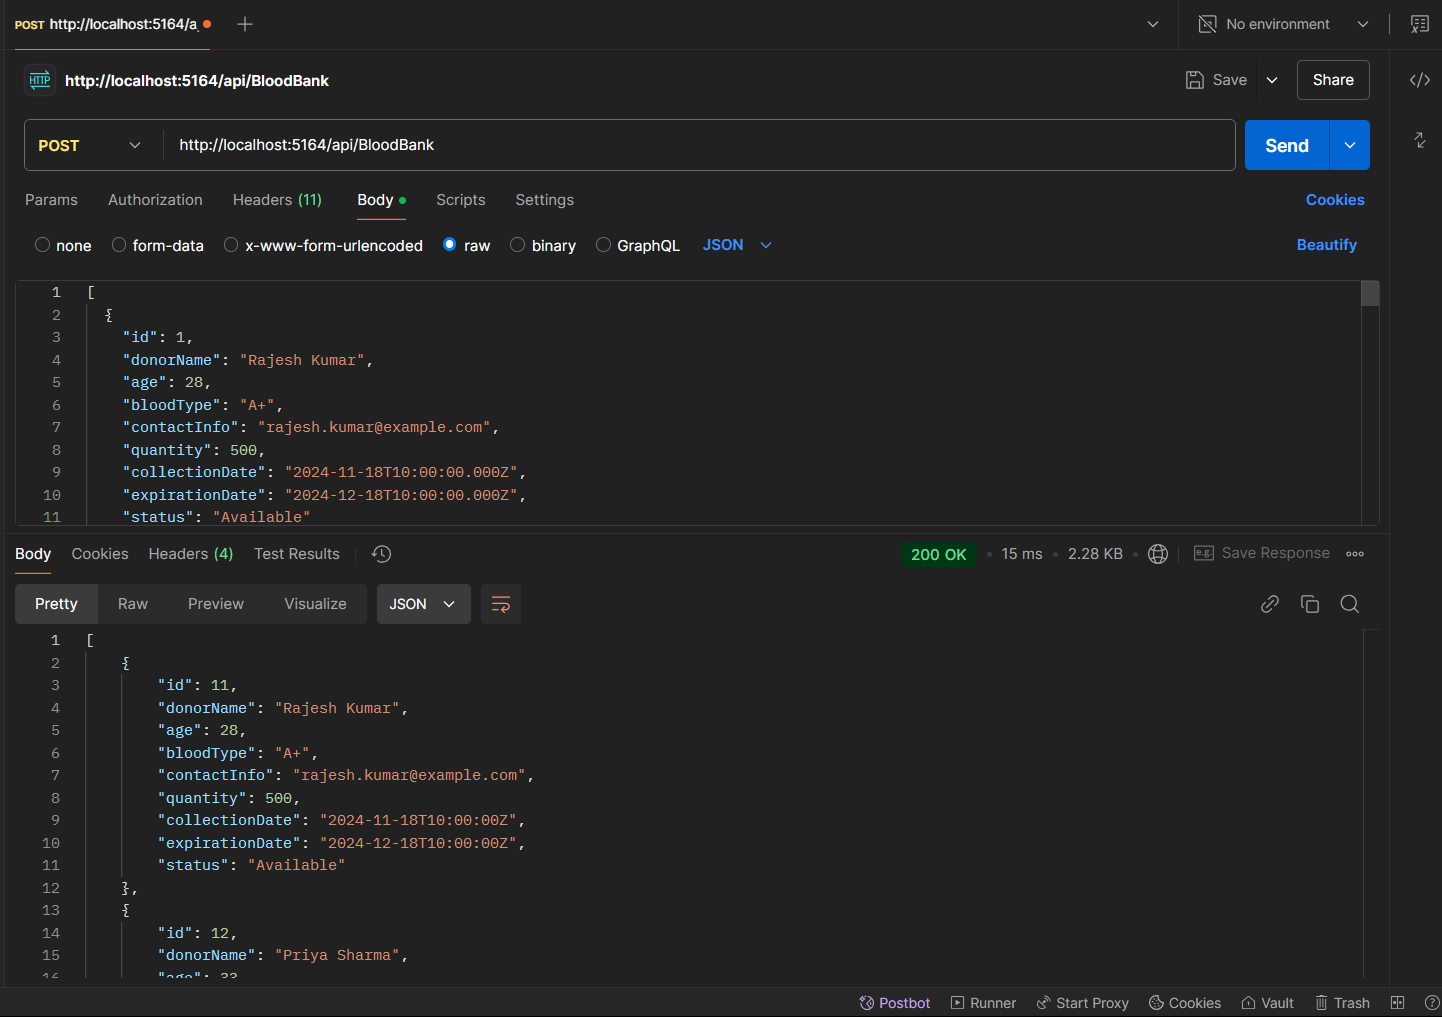 POST http://localhost:5164/a
No environment
HTTP http://localhost:5164/api/BloodBank
Save
Share
POST http://localhost:5164/api/BloodBank
Send
Params Authorization Headers (11) Body Scripts Settings Cookies
none form-data x-www-form-urlencoded raw binary GraphQL JSON Beautify
1 [
2 {
3 "id": 1,
4 "donorName": "Rajesh Kumar",
5 "age": 28,
6 "bloodType": "A+",
7 "contactInfo": "rajesh.kumar@example.com",
8 "quantity": 500,
9 "collectionDate": "2024-11-18T10:00:00.000Z",
10 "expirationDate": "2024-12-18T10:00:00.000Z",
11 "status": "Available"
Body Cookies Headers (4) Test Results 200 OK 15 ms 2.28 KB e.g. Save Response
Pretty Raw Preview Visualize JSON
1 [
2 {
3 "id": 11,
4 "donorName": "Rajesh Kumar",
5 "age": 28,
6 "bloodType": "A+",
7 "contactInfo": "rajesh.kumar@example.com",
8 "quantity": 500,
9 "collectionDate": "2024-11-18T10:00:00Z",
10 "expirationDate": "2024-12-18T10:00:00Z",
11 "status": "Available"
12 },
13 {
14 "id": 12,
15 "donorName": "Priya Sharma",
16 "age": 33
Postbot Runner Start Proxy Cookies Vault Trash